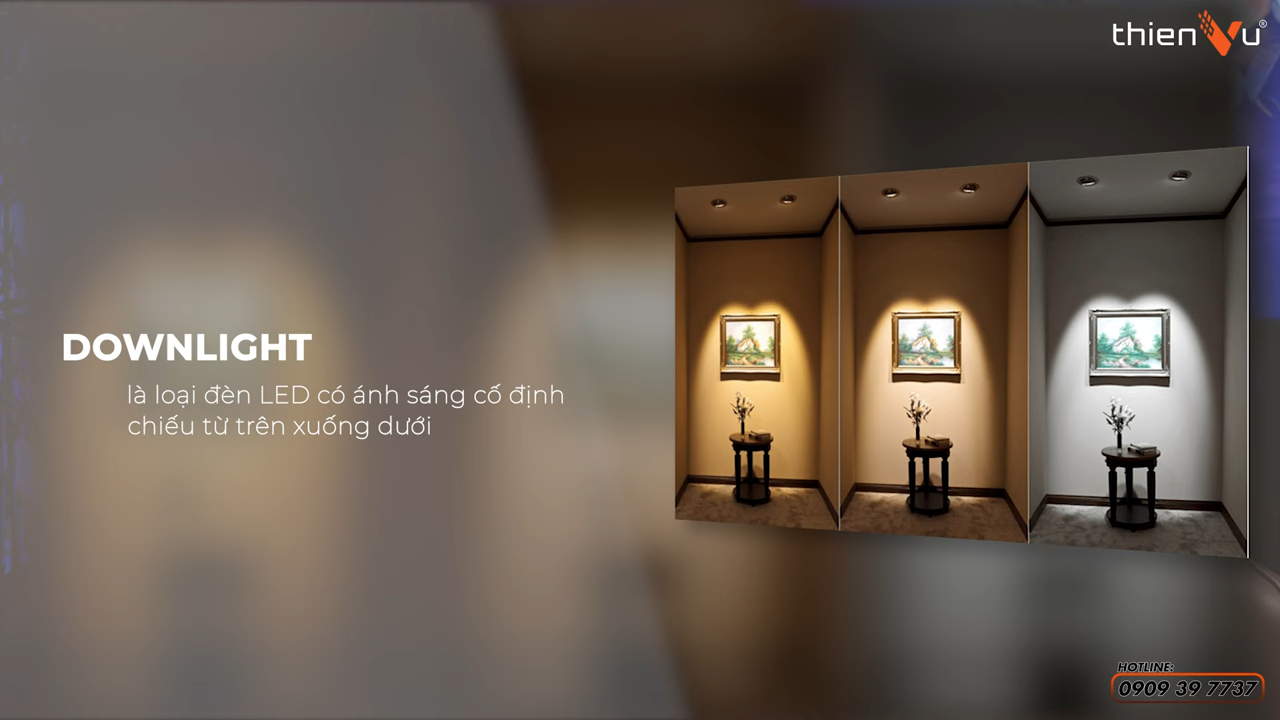 thienVu®
DOWNLIGHT
là loại đèn LED có ánh sáng cố định
chiếu từ trên xuống dưới
HOTLINE:
0909 39 7737